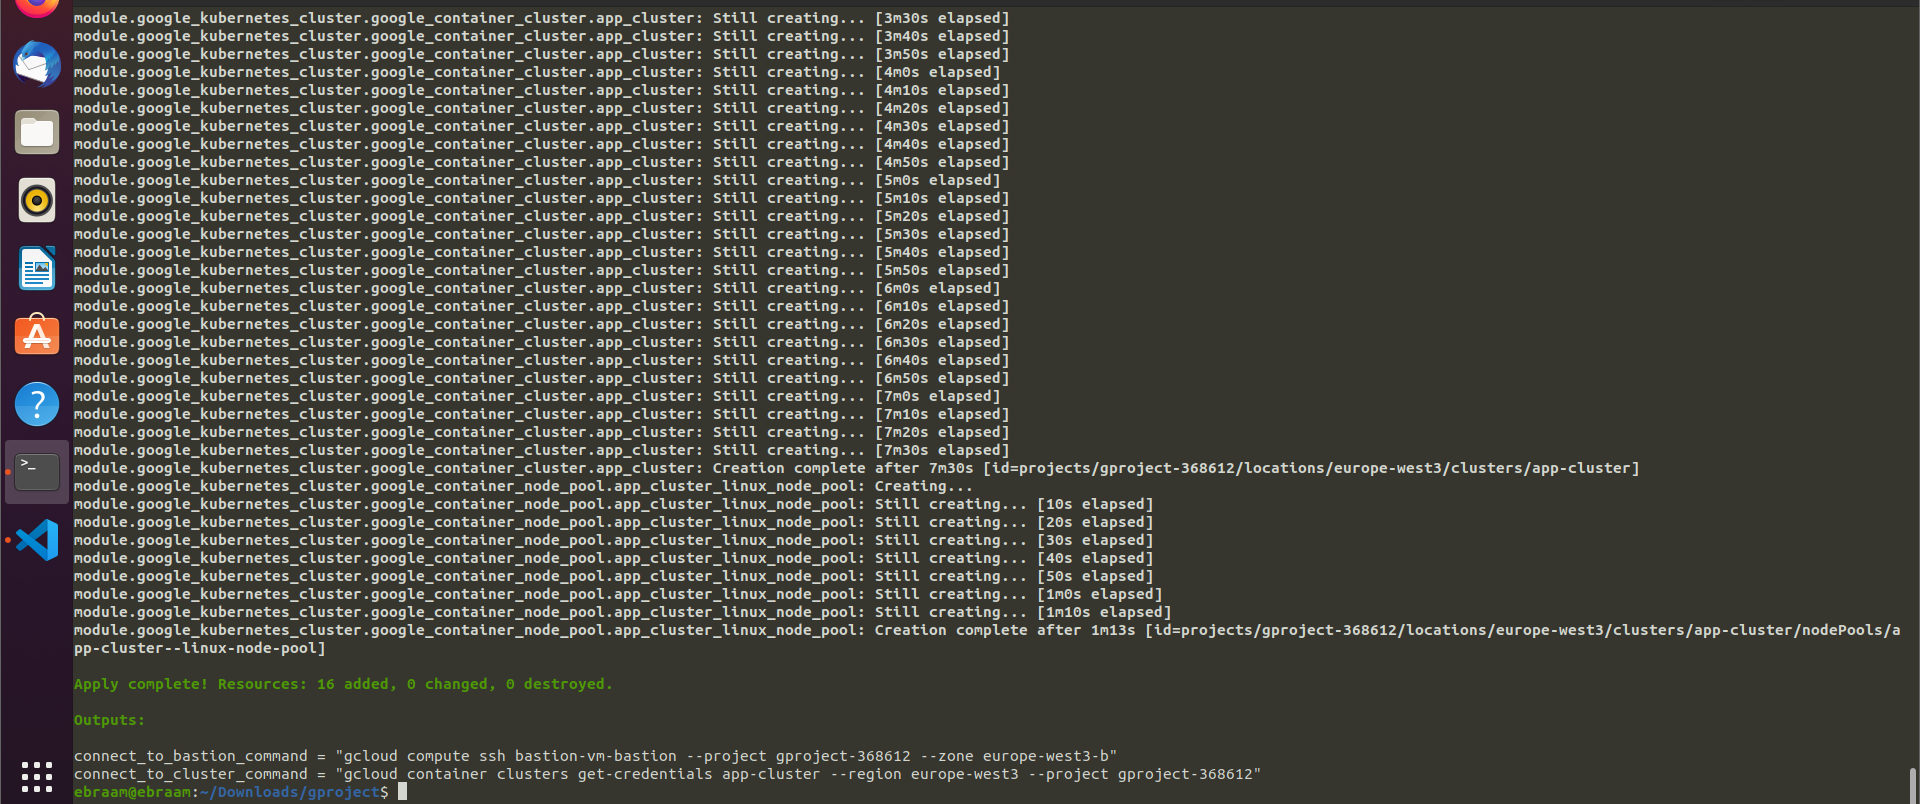 module.google_kubernetes_cluster.google_container_cluster.app_cluster: Still creating... [3m30s elapsed]
module.google_kubernetes_cluster.google_container_cluster.app_cluster: Still creating... [3m40s elapsed]
module.google_kubernetes_cluster.google_container_cluster.app_cluster: Still creating... [3m50s elapsed]
module.google_kubernetes_cluster.google_container_cluster.app_cluster: Still creating... [4m0s elapsed]
module.google_kubernetes_cluster.google_container_cluster.app_cluster: Still creating... [4m10s elapsed]
module.google_kubernetes_cluster.google_container_cluster.app_cluster: Still creating... [4m20s elapsed]
module.google_kubernetes_cluster.google_container_cluster.app_cluster: Still creating... [4m30s elapsed]
module.google_kubernetes_cluster.google_container_cluster.app_cluster: Still creating... [4m40s elapsed]
module.google_kubernetes_cluster.google_container_cluster.app_cluster: Still creating... [4m50s elapsed]
module.google_kubernetes_cluster.google_container_cluster.app_cluster: Still creating... [5m0s elapsed]
module.google_kubernetes_cluster.google_container_cluster.app_cluster: Still creating... [5m10s elapsed]
module.google_kubernetes_cluster.google_container_cluster.app_cluster: Still creating... [5m20s elapsed]
module.google_kubernetes_cluster.google_container_cluster.app_cluster: Still creating... [5m30s elapsed]
module.google_kubernetes_cluster.google_container_cluster.app_cluster: Still creating... [5m40s elapsed]
module.google_kubernetes_cluster.google_container_cluster.app_cluster: Still creating... [5m50s elapsed]
module.google_kubernetes_cluster.google_container_cluster.app_cluster: Still creating... [6m0s elapsed]
module.google_kubernetes_cluster.google_container_cluster.app_cluster: Still creating... [6m10s elapsed]
module.google_kubernetes_cluster.google_container_cluster.app_cluster: Still creating... [6m20s elapsed]
module.google_kubernetes_cluster.google_container_cluster.app_cluster: Still creating... [6m30s elapsed]
module.google_kubernetes_cluster.google_container_cluster.app_cluster: Still creating... [6m40s elapsed]
module.google_kubernetes_cluster.google_container_cluster.app_cluster: Still creating... [6m50s elapsed]
module.google_kubernetes_cluster.google_container_cluster.app_cluster: Still creating... [7m0s elapsed]
module.google_kubernetes_cluster.google_container_cluster.app_cluster: Still creating... [7m10s elapsed]
module.google_kubernetes_cluster.google_container_cluster.app_cluster: Still creating... [7m20s elapsed]
module.google_kubernetes_cluster.google_container_cluster.app_cluster: Still creating... [7m30s elapsed]
module.google_kubernetes_cluster.google_container_cluster.app_cluster: Creation complete after 7m30s [id=projects/gproject-368612/locations/europe-west3/clusters/app-cluster]
module.google_kubernetes_cluster.google_container_node_pool.app_cluster_linux_node_pool: Creating...
module.google_kubernetes_cluster.google_container_node_pool.app_cluster_linux_node_pool: Still creating... [10s elapsed]
module.google_kubernetes_cluster.google_container_node_pool.app_cluster_linux_node_pool: Still creating... [20s elapsed]
module.google_kubernetes_cluster.google_container_node_pool.app_cluster_linux_node_pool: Still creating... [30s elapsed]
module.google_kubernetes_cluster.google_container_node_pool.app_cluster_linux_node_pool: Still creating... [40s elapsed]
module.google_kubernetes_cluster.google_container_node_pool.app_cluster_linux_node_pool: Still creating... [50s elapsed]
module.google_kubernetes_cluster.google_container_node_pool.app_cluster_linux_node_pool: Still creating... [1m0s elapsed]
module.google_kubernetes_cluster.google_container_node_pool.app_cluster_linux_node_pool: Still creating... [1m10s elapsed]
module.google_kubernetes_cluster.google_container_node_pool.app_cluster_linux_node_pool: Creation complete after 1m13s [id=projects/gproject-368612/locations/europe-west3/clusters/app-cluster/nodePools/a
pp-cluster--linux-node-pool]
Apply complete! Resources: 16 added, 0 changed, 0 destroyed.
Outputs:
connect_to_bastion_command = "gcloud compute ssh bastion-vm-bastion --project gproject-368612 --zone europe-west3-b"
connect_to_cluster_command = "gcloud container clusters get-credentials app-cluster --region europe-west3 --project gproject-368612"
ebraam@ebraam:~/Downloads/gproject$